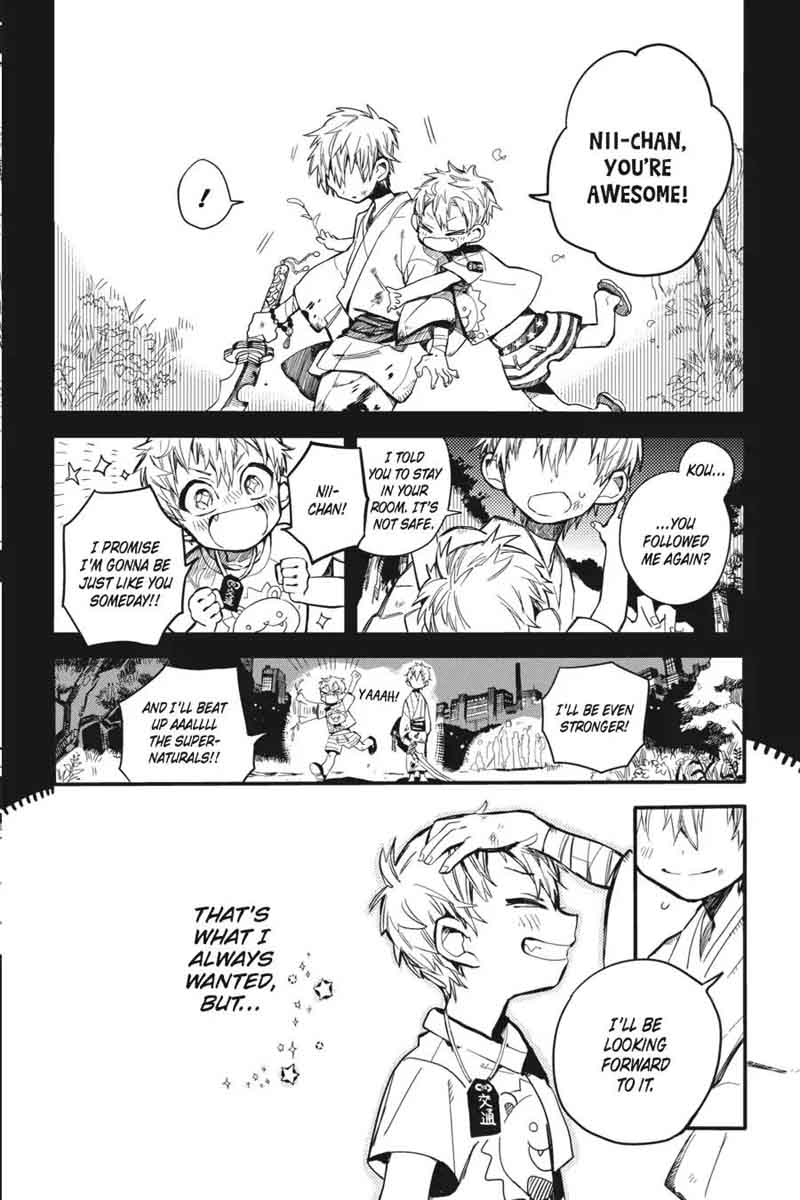 NII-CHAN,
YOU'RE
AWESOME!
!
KOU...
...YOU
FOLLOWED
ME AGAIN?
I TOLD
YOU TO STAY
IN YOUR
ROOM. IT'S
NOT SAFE.
NII-
CHAN!
I PROMISE
I'M GONNA BE
JUST LIKE YOU
SOMEDAY!!
I'LL BE EVEN
STRONGER!
YAAAH!
AND I'LL BEAT
UP AAALLLL
THE SUPER-
NATURALS!!
I'LL BE
LOOKING
FORWARD
TO IT.
交通
THAT'S
WHAT I
ALWAYS
WANTED,
BUT...